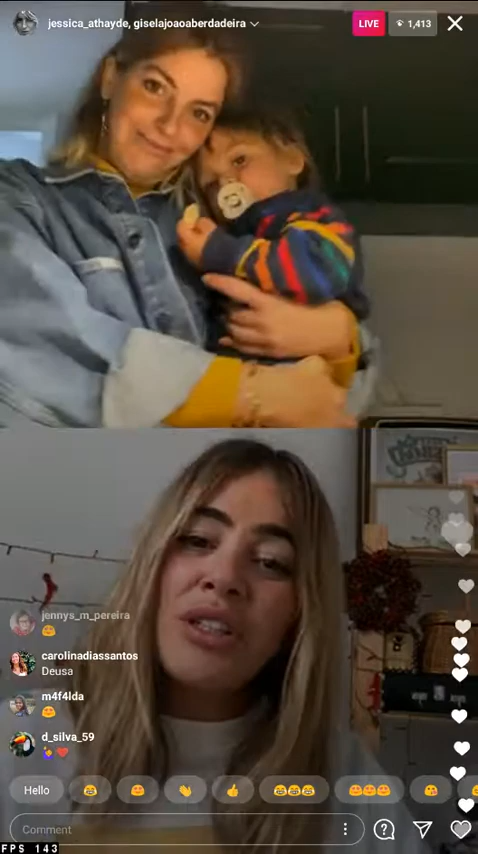 jessica_athayde, giselajoaoaberdadeira
LIVE
1,413
jennys_m_pereira
carolinadiassantos
Deusa
m4f4lda
d_silva_59
Hello
Comment
FPS 143